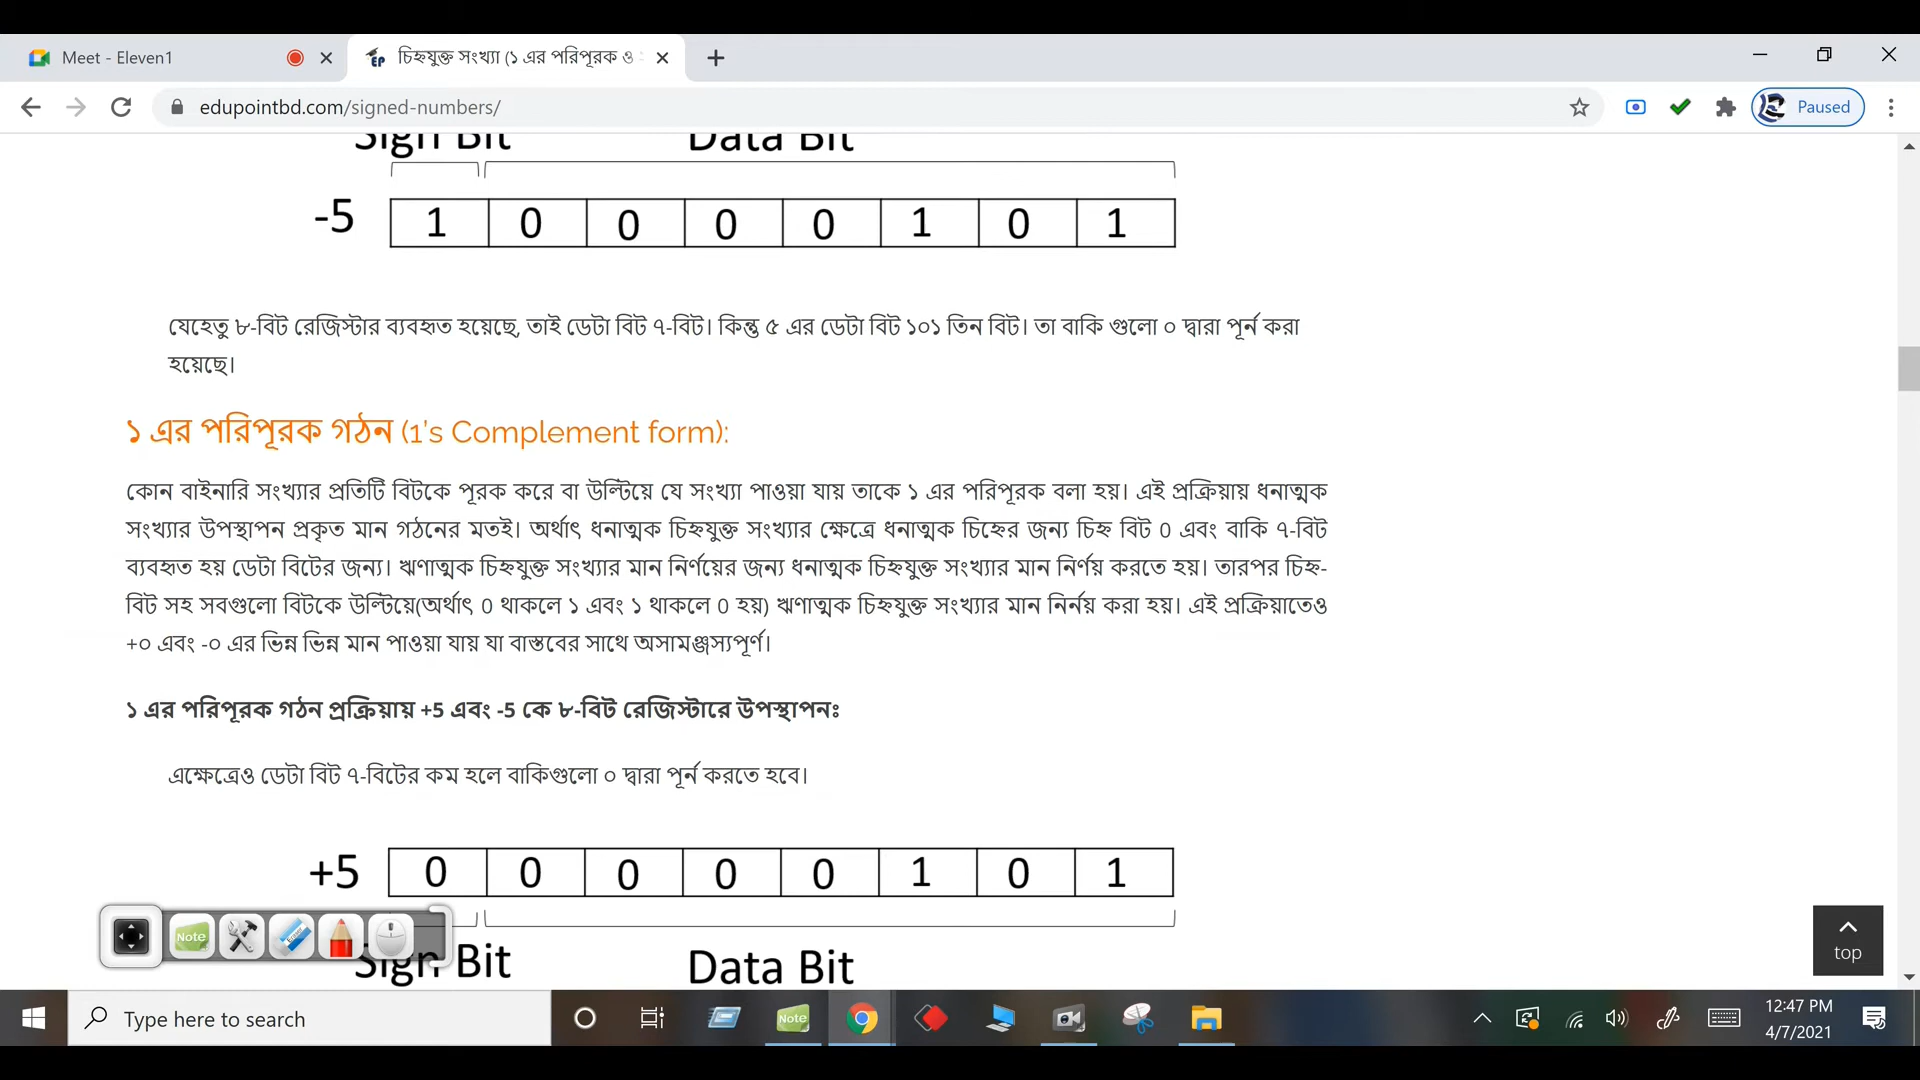 Meet - Eleven1
চিহ্নযুক্ত সংখ্যা (১ এর পরিপূরক ও
edupointbd.com/signed-numbers/
Paused
Sign Bit Data Bit
-5 1 0 0 0 0 1 0 1
যেহেতু ৮-বিট রেজিস্টার ব্যবহৃত হয়েছে, তাই ডেটা বিট ৭-বিট। কিন্তু ৫ এর ডেটা বিট ১০১ তিন বিট। তা বাকি গুলো ০ দ্বারা পূর্ন করা
হয়েছে।
১ এর পরিপূরক গঠন (1’s Complement form):
কোন বাইনারি সংখ্যার প্রতিটি বিটকে পূরক করে বা উল্টিয়ে যে সংখ্যা পাওয়া যায় তাকে ১ এর পরিপূরক বলা হয়। এই প্রক্রিয়ায় ধনাত্মক
সংখ্যার উপস্থাপন প্রকৃত মান গঠনের মতই। অর্থাৎ ধনাত্মক চিহ্নযুক্ত সংখ্যার ক্ষেত্রে ধনাত্মক চিহ্নের জন্য চিহ্ন বিট 0 এবং বাকি ৭-বিট
ব্যবহৃত হয় ডেটা বিটের জন্য। ঋণাত্মক চিহ্নযুক্ত সংখ্যার মান নির্ণয়ের জন্য ধনাত্মক চিহ্নযুক্ত সংখ্যার মান নির্ণয় করতে হয়। তারপর চিহ্ন-
বিট সহ সবগুলো বিটকে উল্টিয়ে(অর্থাৎ 0 থাকলে ১ এবং ১ থাকলে 0 হয়) ঋণাত্মক চিহ্নযুক্ত সংখ্যার মান নির্নয় করা হয়। এই প্রক্রিয়াতেও
+০ এবং -০ এর ভিন্ন ভিন্ন মান পাওয়া যায় যা বাস্তবের সাথে অসামঞ্জস্যপূর্ণ।
১ এর পরিপূরক গঠন প্রক্রিয়ায় +5 এবং -5 কে ৮-বিট রেজিস্টারে উপস্থাপনঃ
এক্ষেত্রেও ডেটা বিট ৭-বিটের কম হলে বাকিগুলো ০ দ্বারা পূর্ন করতে হবে।
+5 0 0 0 0 0 1 0 1
Note Eraser
Sign Bit Data Bit
top
Type here to search
Note
12:47 PM
4/7/2021